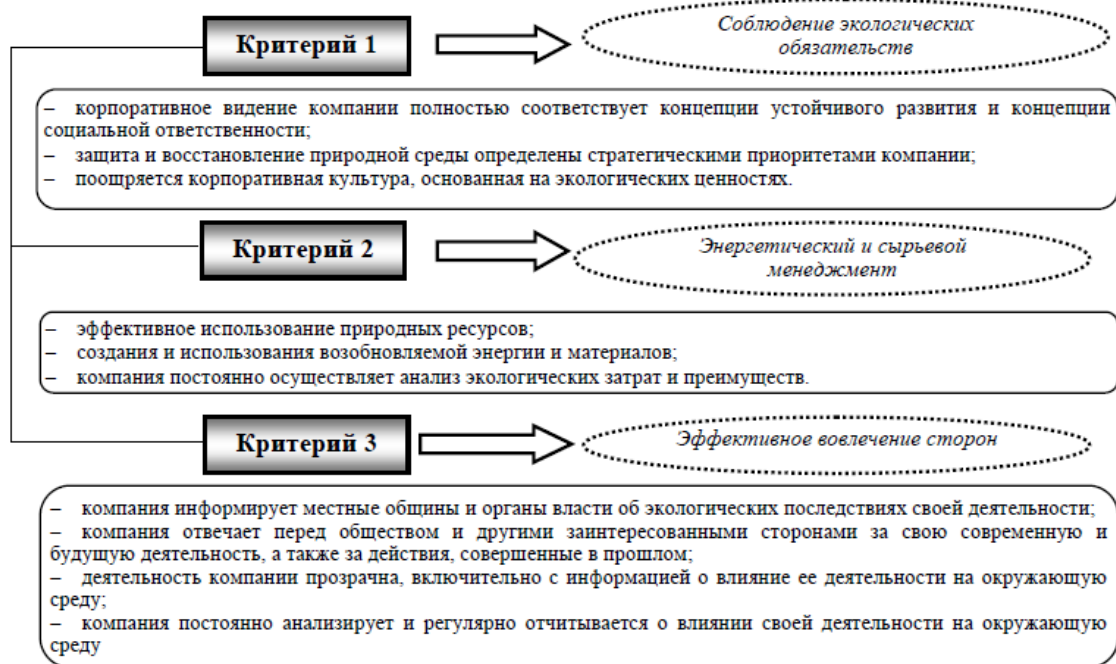 Критерий 1
Соблюдение экологических
обязательств
– корпоративное видение компании полностью соответствует концепции устойчивого развития и концепции
социальной ответственности;
– защита и восстановление природной среды определены стратегическими приоритетами компании;
– поощряется корпоративная культура, основанная на экологических ценностях.
Критерий 2
Энергетический и сырьевой
менеджмент
– эффективное использование природных ресурсов;
– создания и использования возобновляемой энергии и материалов;
– компания постоянно осуществляет анализ экологических затрат и преимуществ.
Критерий 3
Эффективное вовлечение сторон
– компания информирует местные общины и органы власти об экологических последствиях своей деятельности;
– компания отвечает перед обществом и другими заинтересованными сторонами за свою современную и
будущую деятельность, а также за действия, совершенные в прошлом;
– деятельность компании прозрачна, включительно с информацией о влияние ее деятельности на окружающую
среду;
– компания постоянно анализирует и регулярно отчитывается о влиянии своей деятельности на окружающую
среду